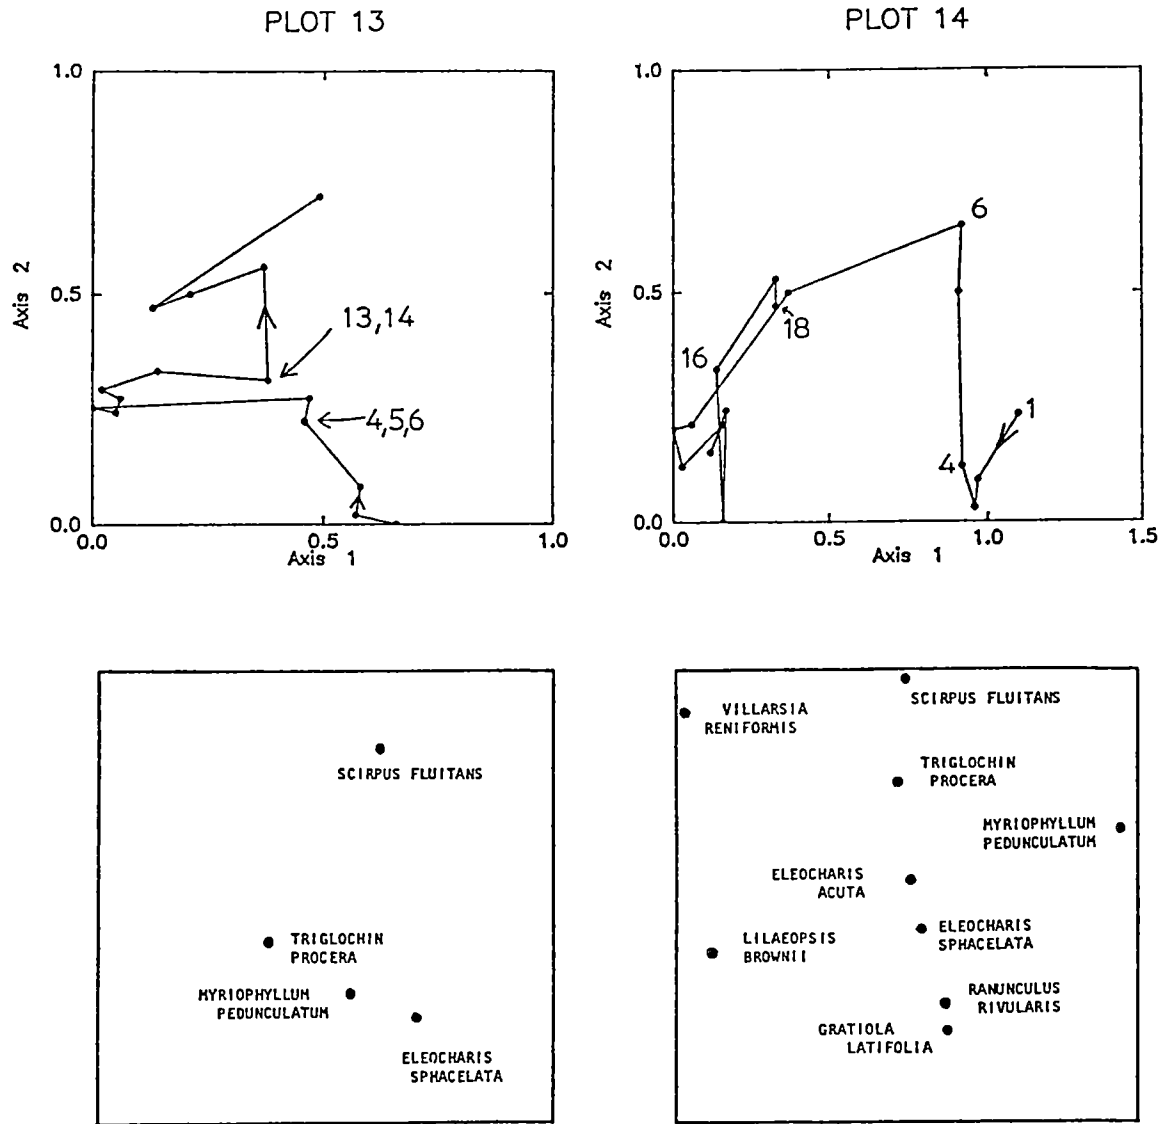 PLOT 13
1.0
Axis 2
0.5
13,14
4,5,6
0.0
0.0
0.5
1.0
Axis 1
PLOT 14
1.0
Axis 2
6
0.5
18
16
1
4
0.0
0.0
0.5
1.0
1.5
Axis 1
SCIRPUS FLUITANS
TRIGLOCHIN
PROCERA
MYRIOPHYLLUM
PEDUNCULATUM
ELEOCHARIS
SPHACELATA
SCIRPUS FLUITANS
VILLARSIA
RENIFORMIS
TRIGLOCHIN
PROCERA
MYRIOPHYLLUM
PEDUNCULATUM
ELEOCHARIS
ACUTA
ELEOCHARIS
SPHACELATA
LILAEOPSIS
BROWNII
RANUNCULUS
RIVULARIS
GRATIOLA
LATIFOLIA